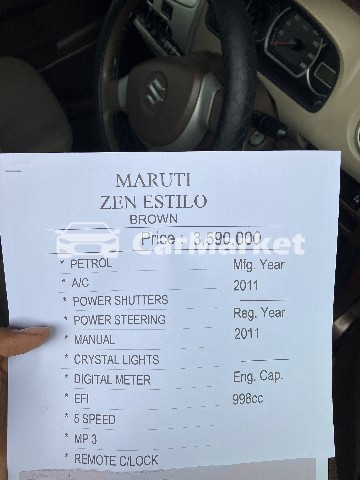 MARUTI
ZEN ESTILO
BROWN
Price : 3,590,000
CarMarket
* PETROL
Mfg. Year
* A/C
2011
* POWER SHUTTERS
* POWER STEERING
Reg. Year
* MANUAL
2011
* CRYSTAL LIGHTS
* DIGITAL METER
Eng. Cap.
* EFI
998cc
* 5 SPEED
* MP 3
* REMOTE C/LOCK